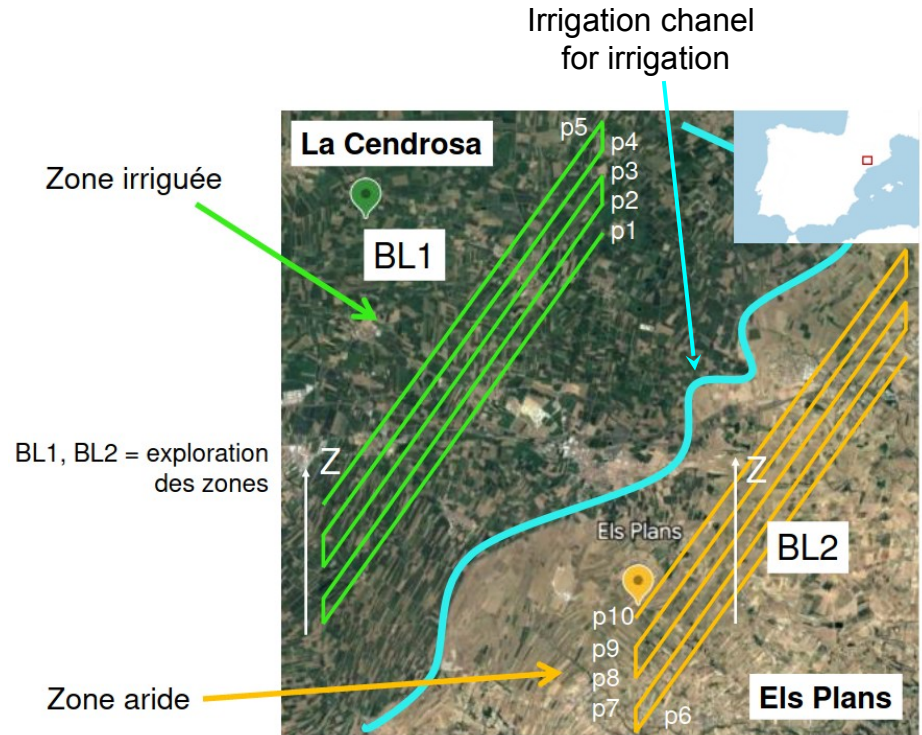 Irrigation chanel
for irrigation
La Cendrosa
p5
p4
p3
p2
p1
Zone irriguée
BL1
BL1, BL2 = exploration
des zones
Z
Z
Els Plans
BL2
p10
p9
p8
p7
p6
Zone aride
Els Plans